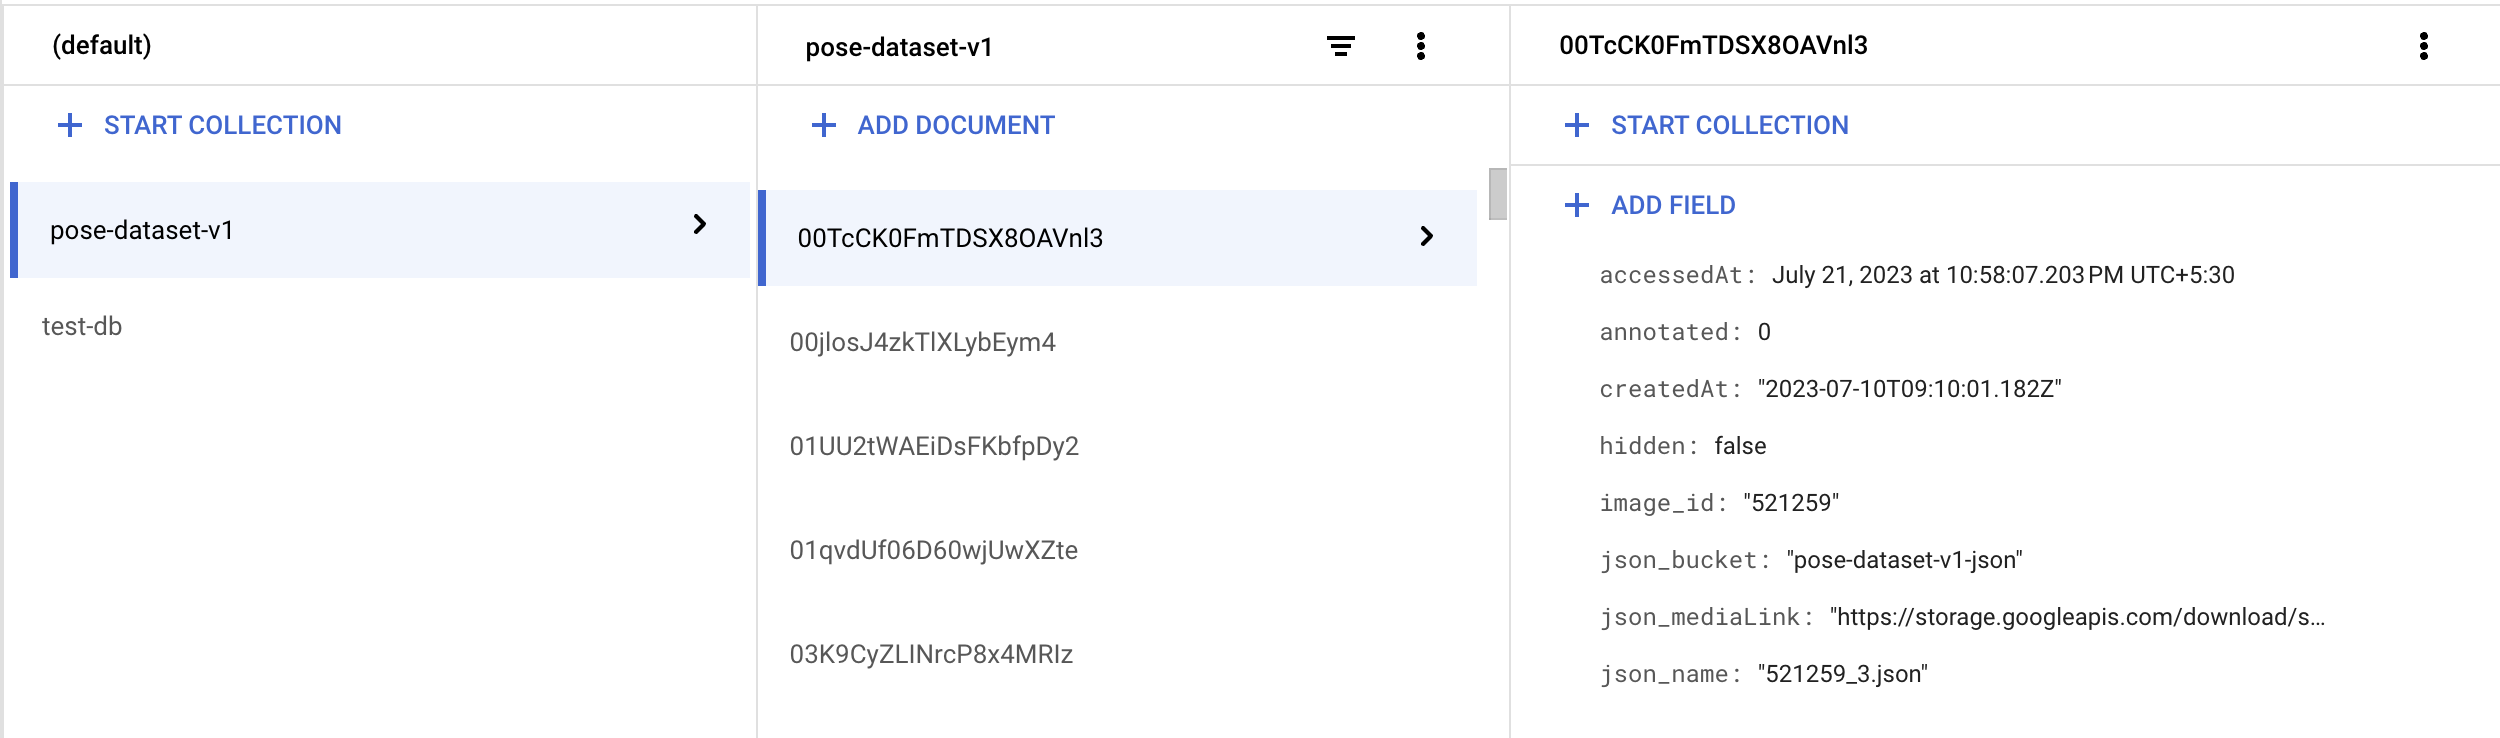 (default)
START COLLECTION
pose-dataset-v1
test-db
pose-dataset-v1
ADD DOCUMENT
00TcCK0FmTDSX8OAVnl3
00jlosJ4zkTlXLybEym4
01UU2tWAEiDsFKbfpDy2
01qvdUf06D60wjUwXZte
03K9CyZLINrcP8x4MRIz
00TcCK0FmTDSX8OAVnl3
START COLLECTION
ADD FIELD
accessedAt: July 21, 2023 at 10:58:07.203 PM UTC+5:30
annotated: 0
createdAt: "2023-07-10T09:10:01.182Z"
hidden: false
image_id: "521259"
json_bucket: "pose-dataset-v1-json"
json_mediaLink: "https://storage.googleapis.com/download/s...
json_name: "521259_3.json"